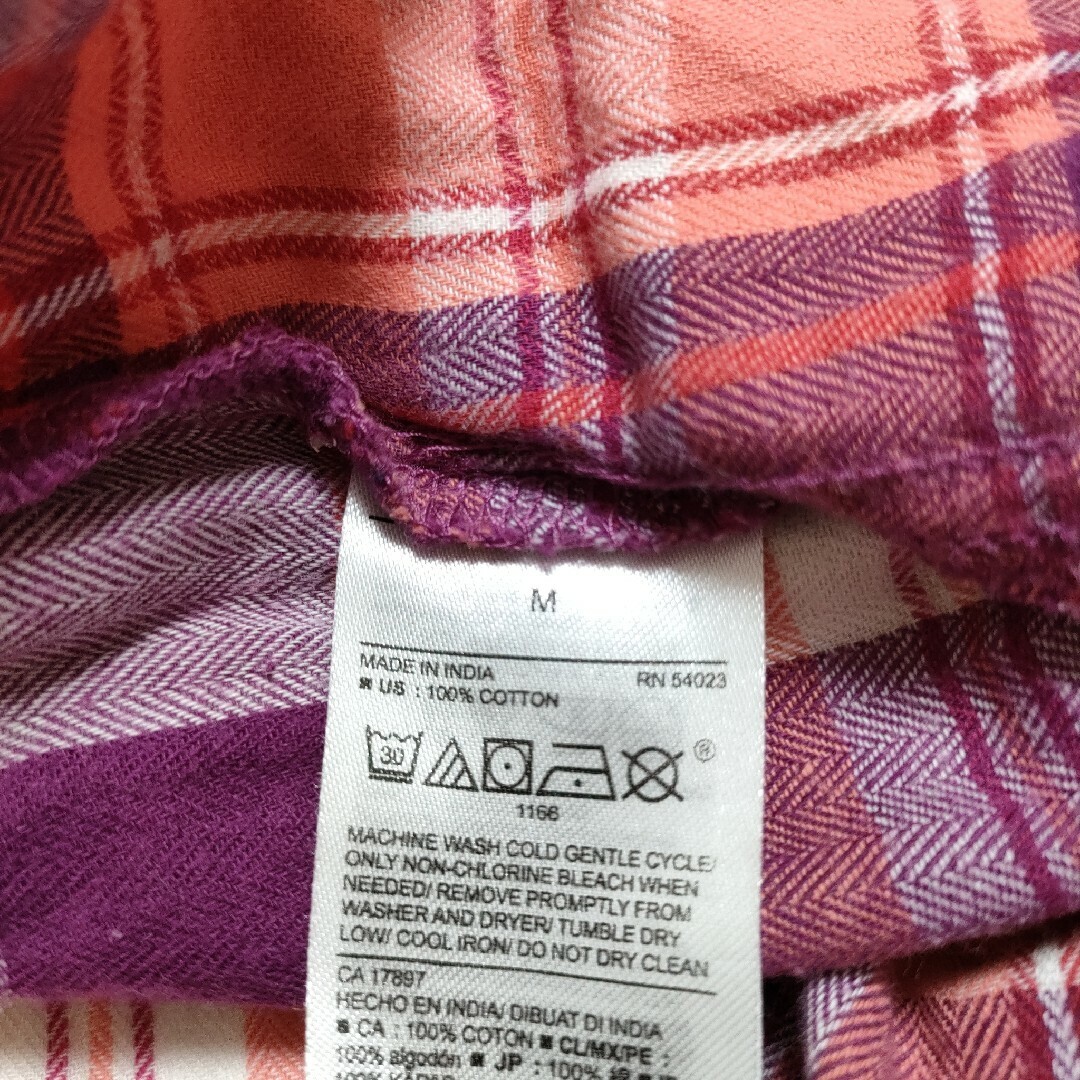 M
MADE IN INDIA RN 54023
■ US : 100% COTTON
30
®
1166
MACHINE WASH COLD GENTLE CYCLE/
ONLY NON-CHLORINE BLEACH WHEN
NEEDED/ REMOVE PROMPTLY FROM
WASHER AND DRYER/ TUMBLE DRY
LOW/ COOL IRON/ DO NOT DRY CLEAN
CA 17897
HECHO EN INDIA/ DIBUAT DI INDIA
■ CA : 100% COTON ■ CL/MX/PE :
100% algodón ■ JP : 100% 綿